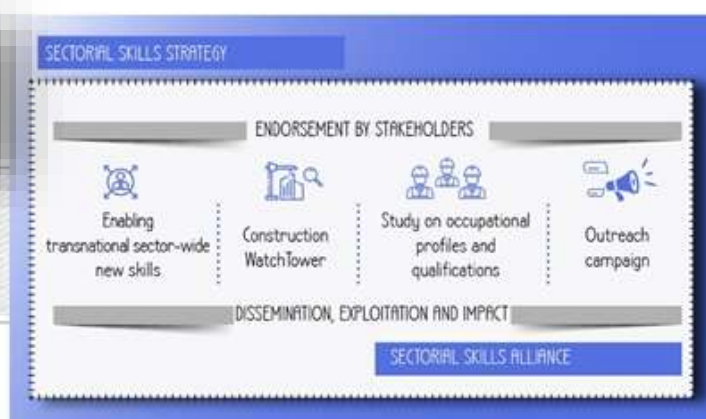 SECTORIAL SKILLS STRATEGY
ENDORSEMENT BY STAKEHOLDERS
Enabling
transnational sector-wide
new skills
Construction
WatchTower
Study on occupational
profiles and
qualifications
Outreach
campaign
DISSEMINATION, EXPLOITATION AND IMPACT
SECTORIAL SKILLS ALLIANCE